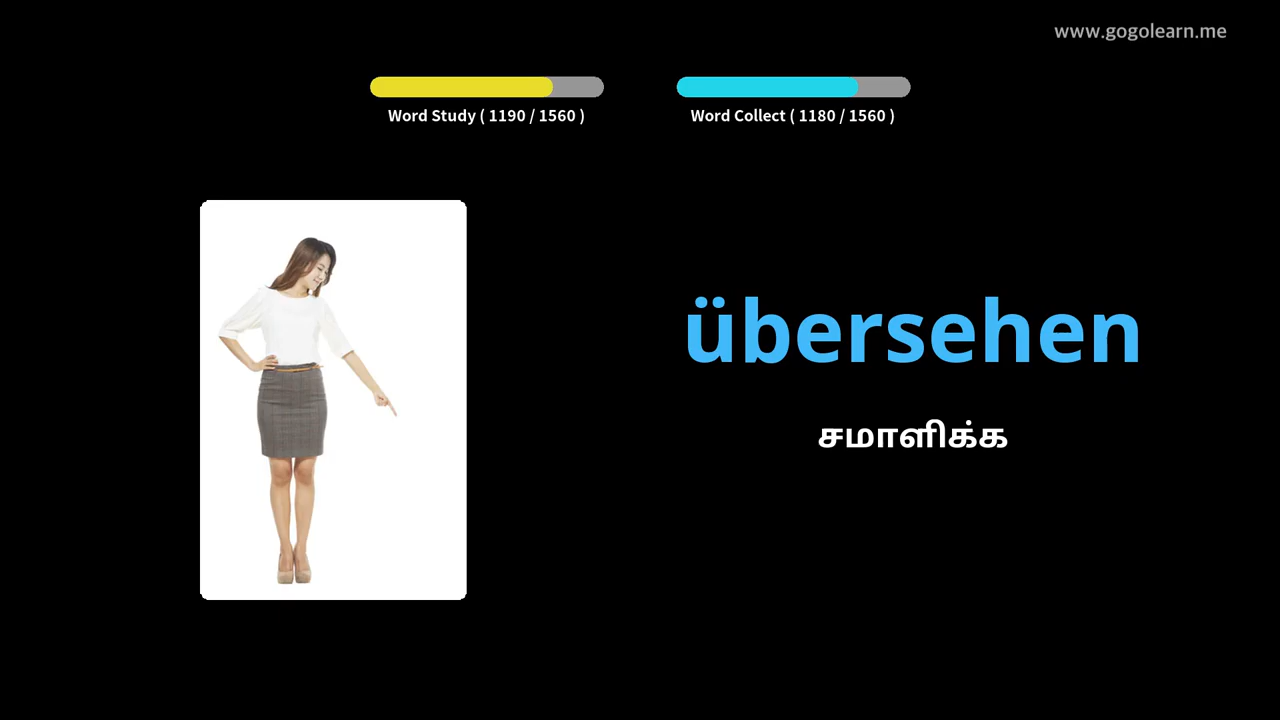 www.gogolearn.me
Word Study ( 1190 / 1560 )
Word Collect ( 1180 / 1560 )
übersehen
சமாளிக்க